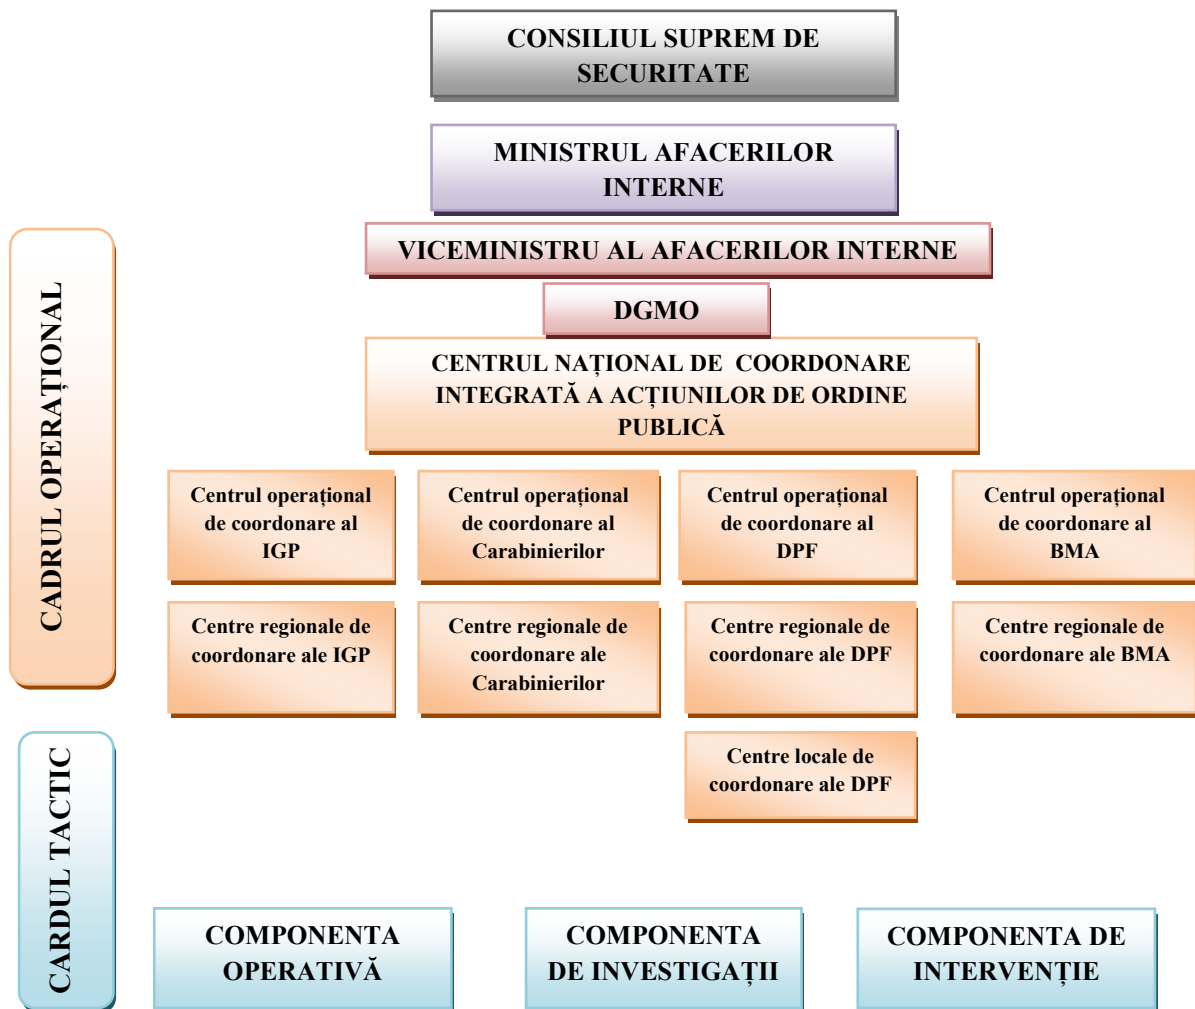 CONSILIUL SUPREM DE
SECURITATE
MINISTRUL AFACERILOR
INTERNE
VICEMINISTRU AL AFACERILOR INTERNE
DGMO
CENTRUL NAȚIONAL DE COORDONARE
INTEGRATĂ A ACȚIUNILOR DE ORDINE
PUBLICĂ
CADRUL OPERAȚIONAL
Centrul operațional
de coordonare al
IGP
Centrul operațional
de coordonare al
Carabinierilor
Centrul operațional
de coordonare al
DPF
Centrul operațional
de coordonare al
BMA
Centre regionale de
coordonare ale IGP
Centre regionale de
coordonare ale
Carabinierilor
Centre regionale de
coordonare ale DPF
Centre regionale de
coordonare ale BMA
CARDUL TACTIC
Centre locale de
coordonare ale DPF
COMPONENTA
OPERATIVĂ
COMPONENTA
DE INVESTIGAȚII
COMPONENTA DE
INTERVENȚIE